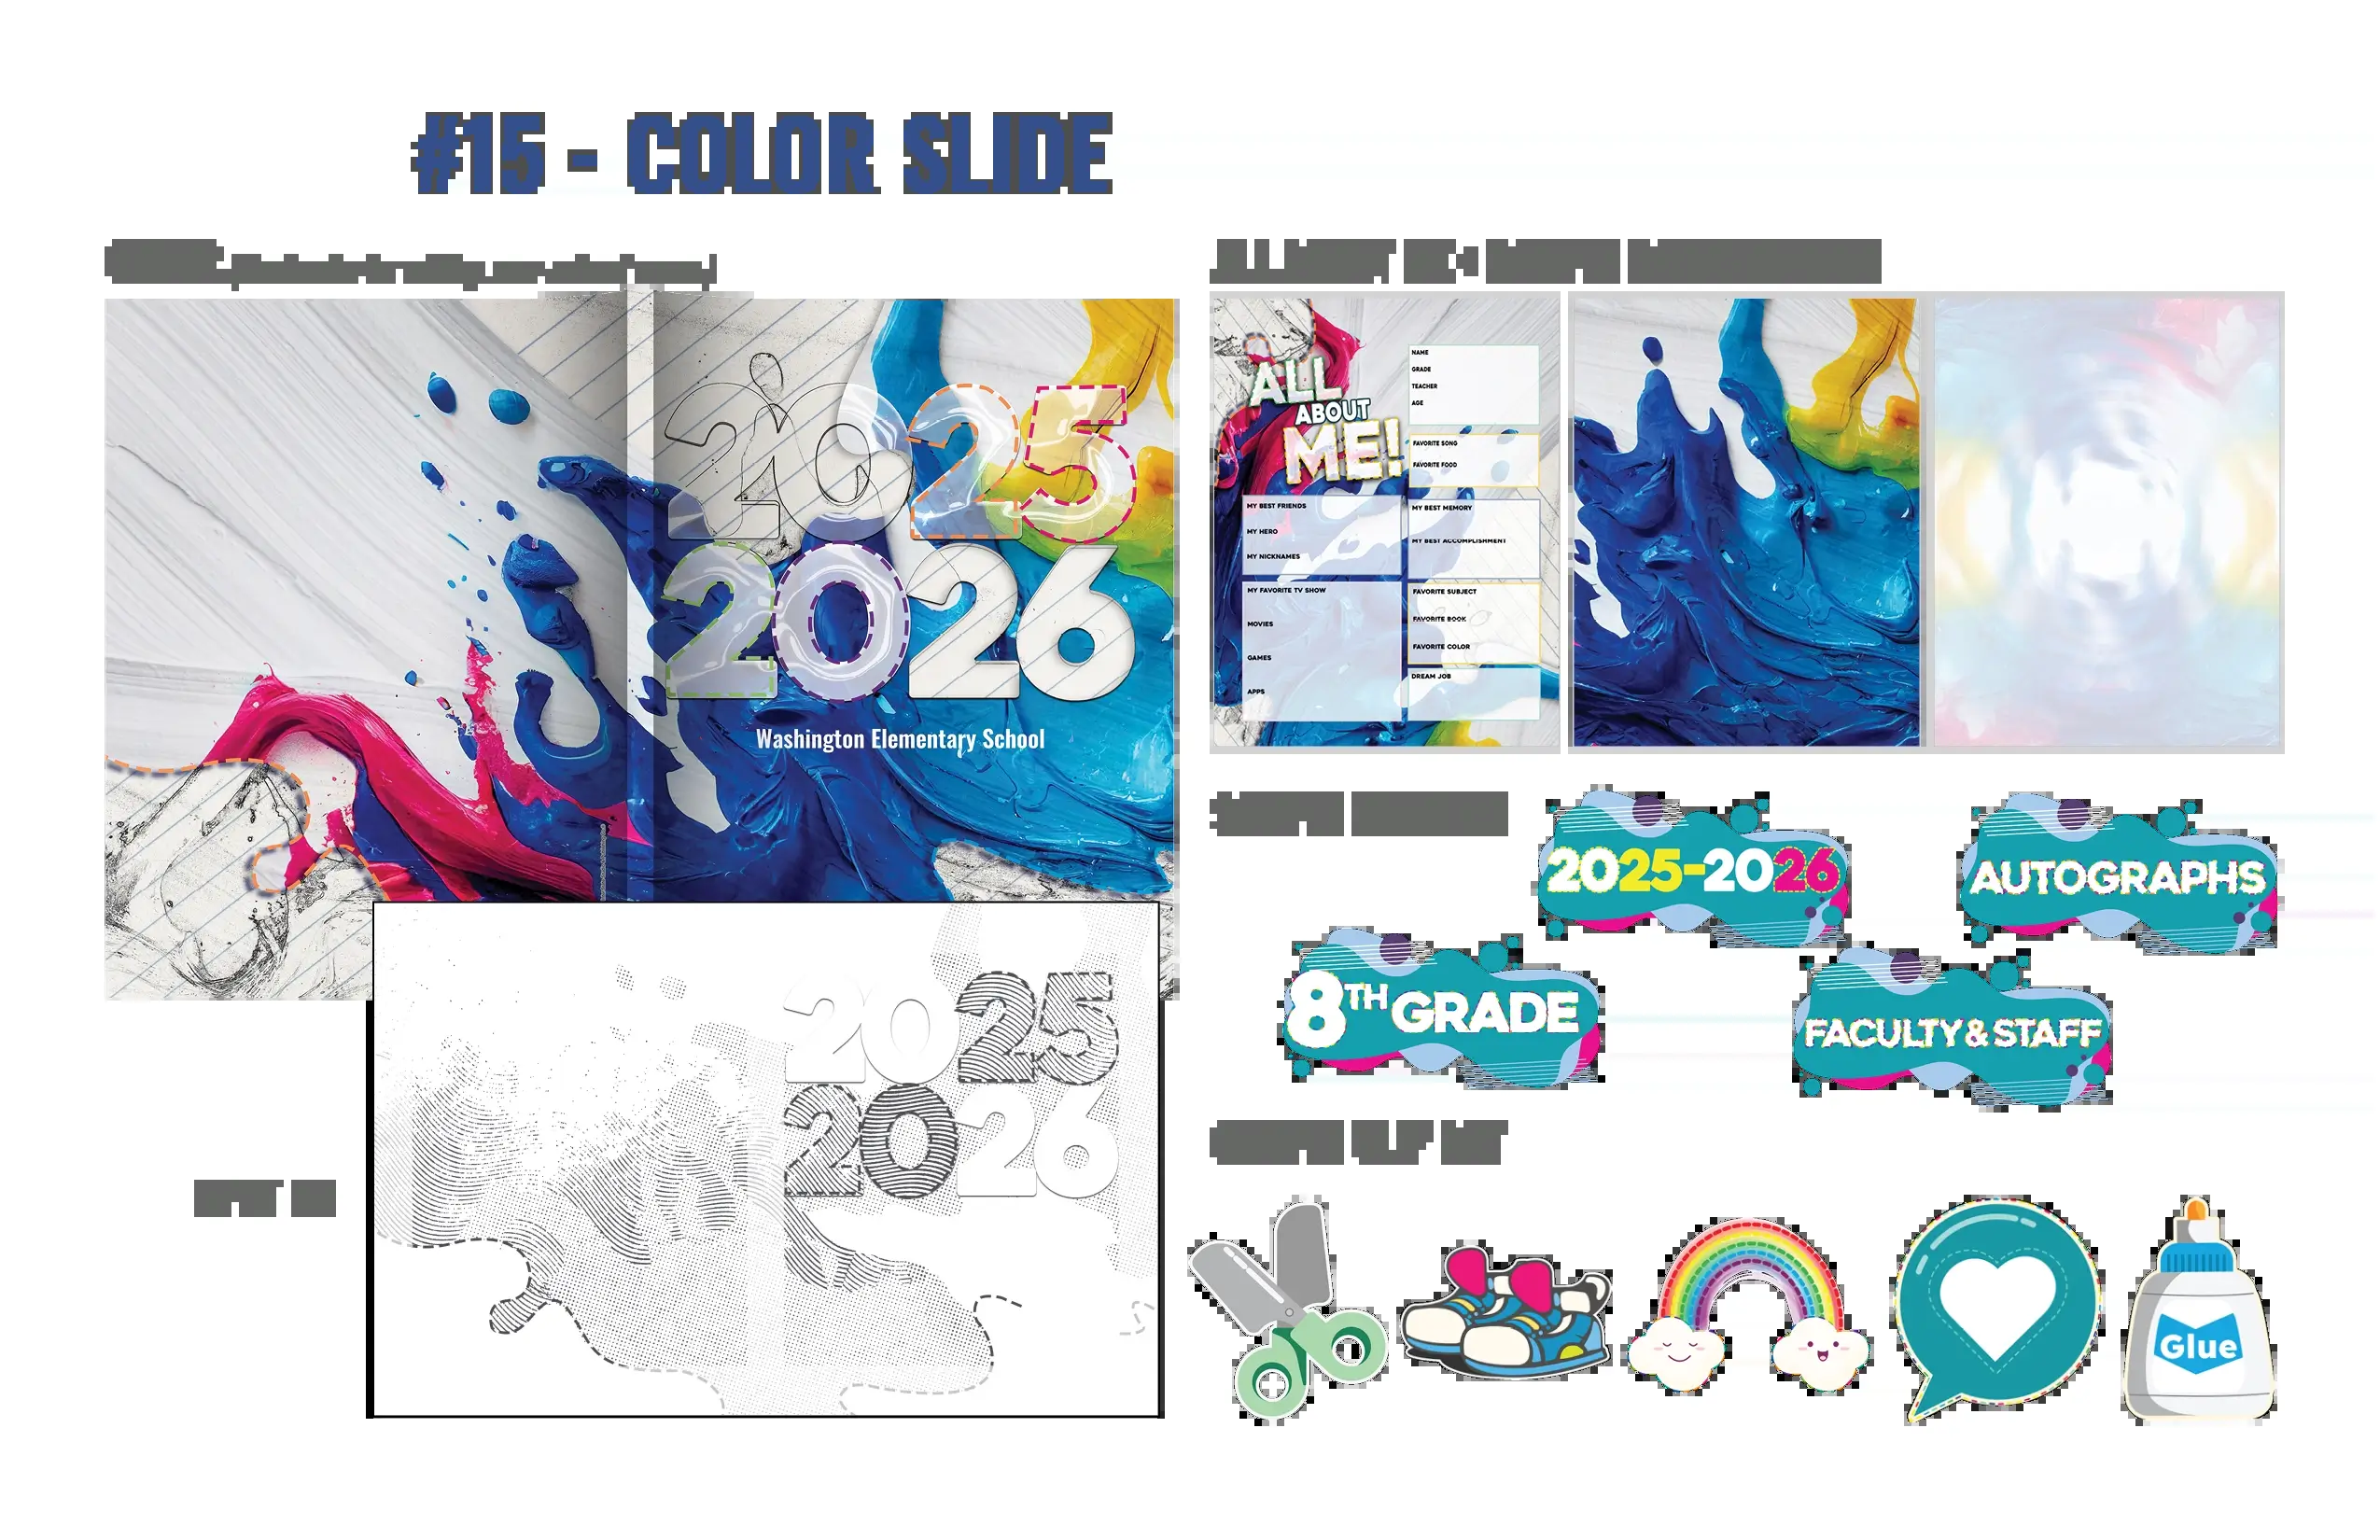 #15 - COLOR SLIDE
2025
2026
Washington Elementary School
ALL
ABOUT
ME!
NAME
GRADE
TEACHER
AGE
FAVORITE SONG
FAVORITE FOOD
MY BEST FRIENDS
MY HERO
MY NICKNAMES
MY BEST MEMORY
MY BEST ACCOMPLISHMENT
MY FAVORITE TV SHOW
MOVIES
GAMES
APPS
FAVORITE SUBJECT
FAVORITE BOOK
FAVORITE COLOR
DREAM JOB
2025-2026
AUTOGRAPHS
8TH GRADE
FACULTY & STAFF
2025
2026
Glue